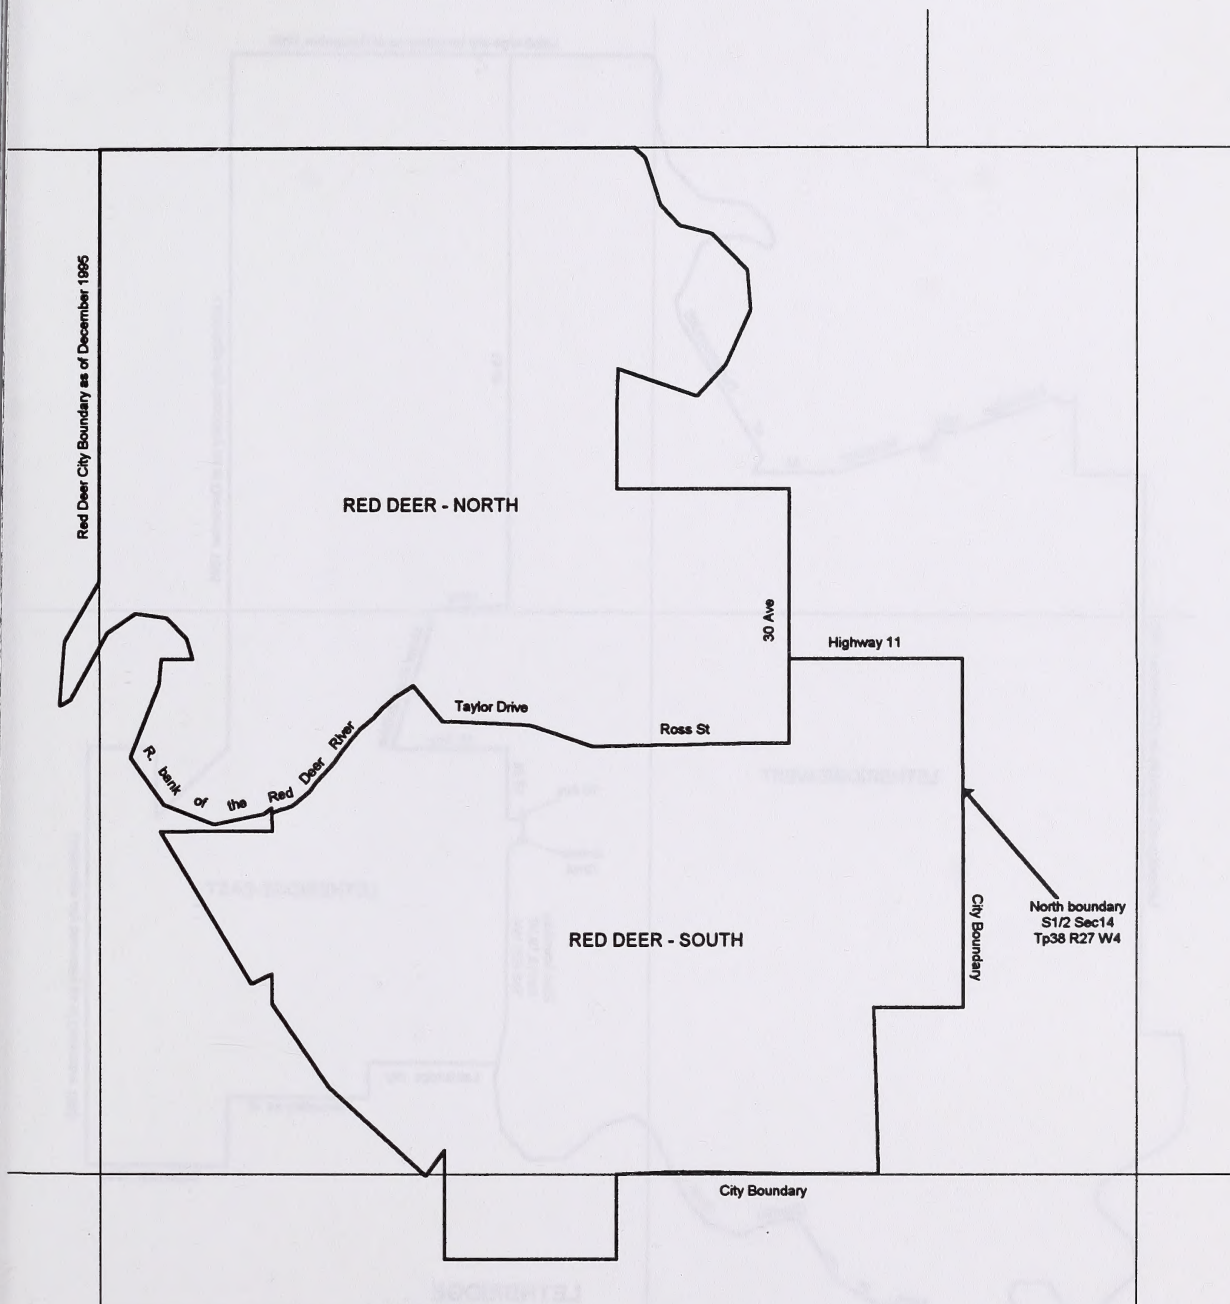 Red Deer City Boundary as of December 1995
RED DEER - NORTH
30 Ave
Highway 11
Taylor Drive
Ross St
R. bank of the Red Deer River
North boundary
S1/2 Sec14
Tp38 R27 W4
City Boundary
RED DEER - SOUTH
City Boundary